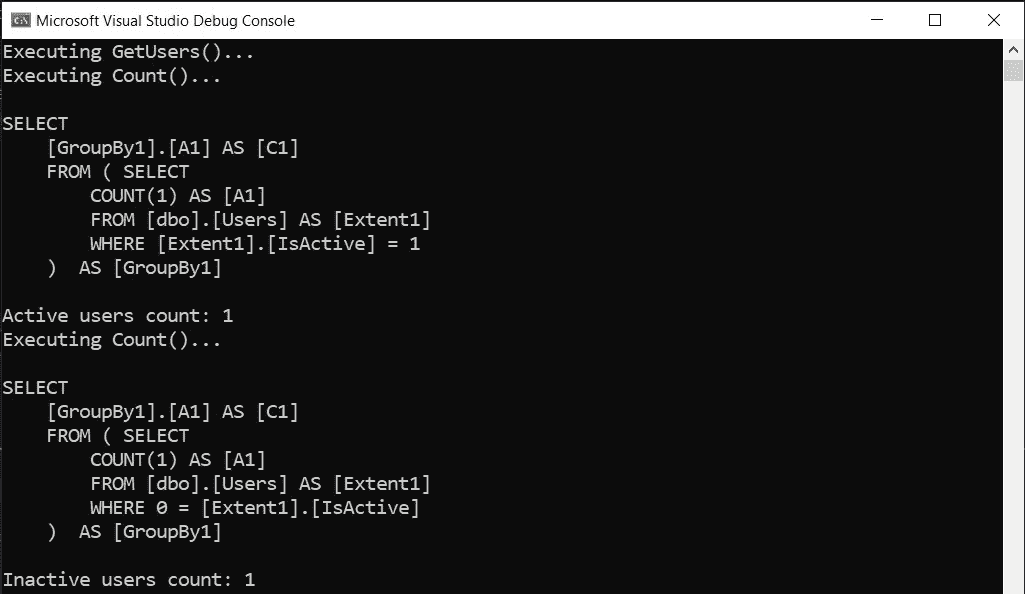 C:\ Microsoft Visual Studio Debug Console
Executing GetUsers()...
Executing Count()...
SELECT
[GroupBy1].[A1] AS [C1]
FROM ( SELECT
COUNT(1) AS [A1]
FROM [dbo].[Users] AS [Extent1]
WHERE [Extent1].[IsActive] = 1
)  AS [GroupBy1]
Active users count: 1
Executing Count()...
SELECT
[GroupBy1].[A1] AS [C1]
FROM ( SELECT
COUNT(1) AS [A1]
FROM [dbo].[Users] AS [Extent1]
WHERE 0 = [Extent1].[IsActive]
)  AS [GroupBy1]
Inactive users count: 1